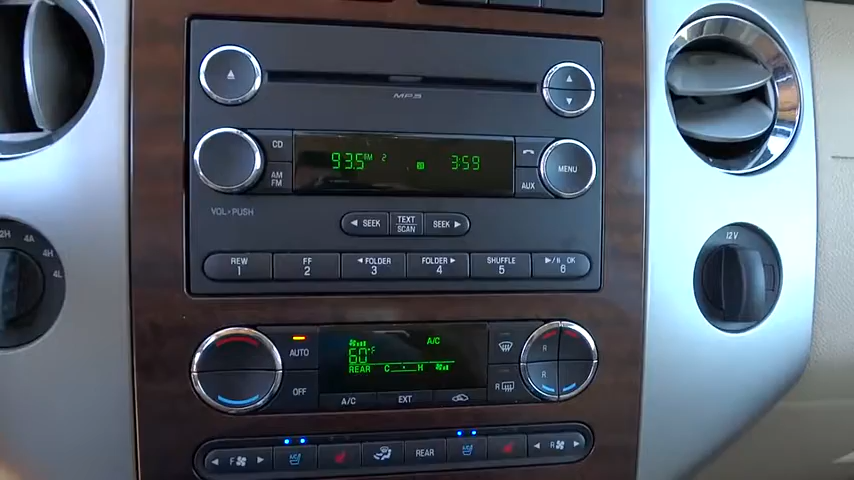 MP3
CD
AM
FM
93.5 FM 2
3:59
AUX
MENU
VOL•PUSH
SEEK
TEXT
SCAN
SEEK
REW
1
FF
2
FOLDER
3
FOLDER
4
SHUFFLE
5
OK
6
12V
2H
4A
4H
4L
AUTO
OFF
60°F
A/C
REAR C H
R
R
R
A/C
EXT
F
REAR
R